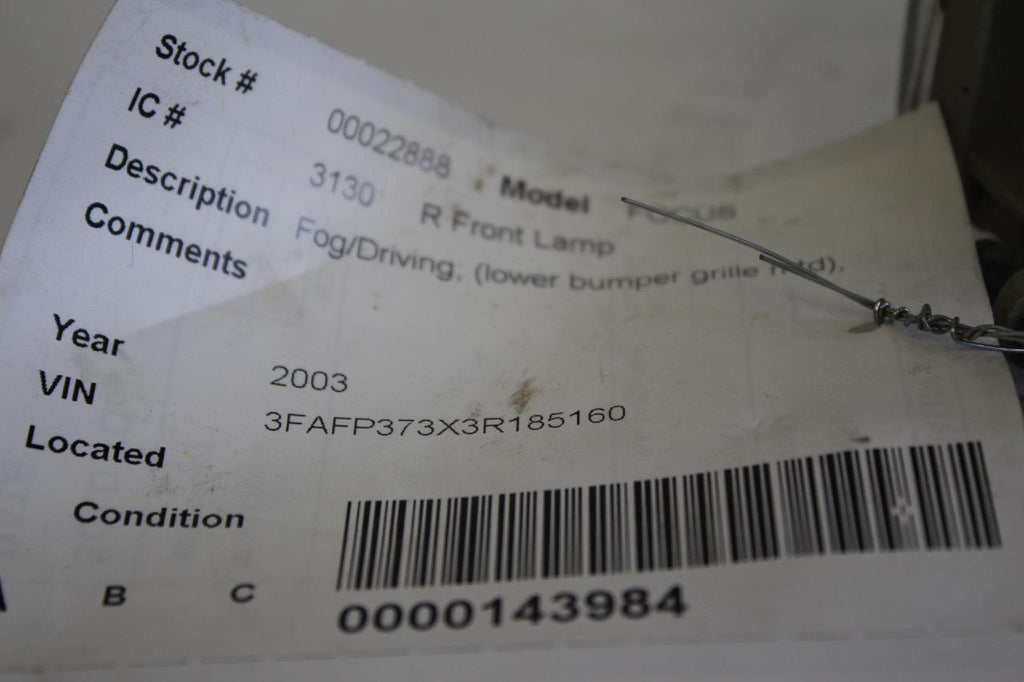 Stock # 00022888 Model FOCUS
IC # 3130 R Front Lamp
Description Fog/Driving, (lower bumper grille mtd),
Comments
Year 2003
VIN 3FAFP373X3R185160
Located
Condition
A B C
0000143984